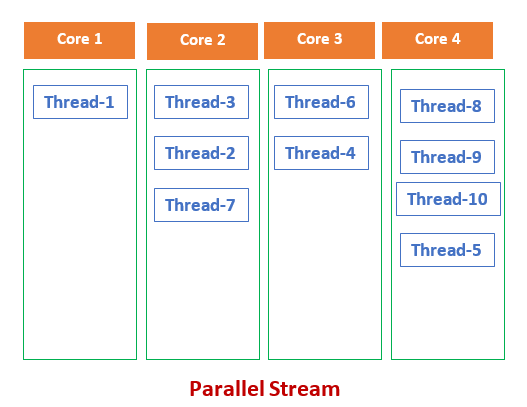 Core 1
Core 2
Core 3
Core 4
Thread-1
Thread-3
Thread-2
Thread-7
Thread-6
Thread-4
Thread-8
Thread-9
Thread-10
Thread-5
Parallel Stream